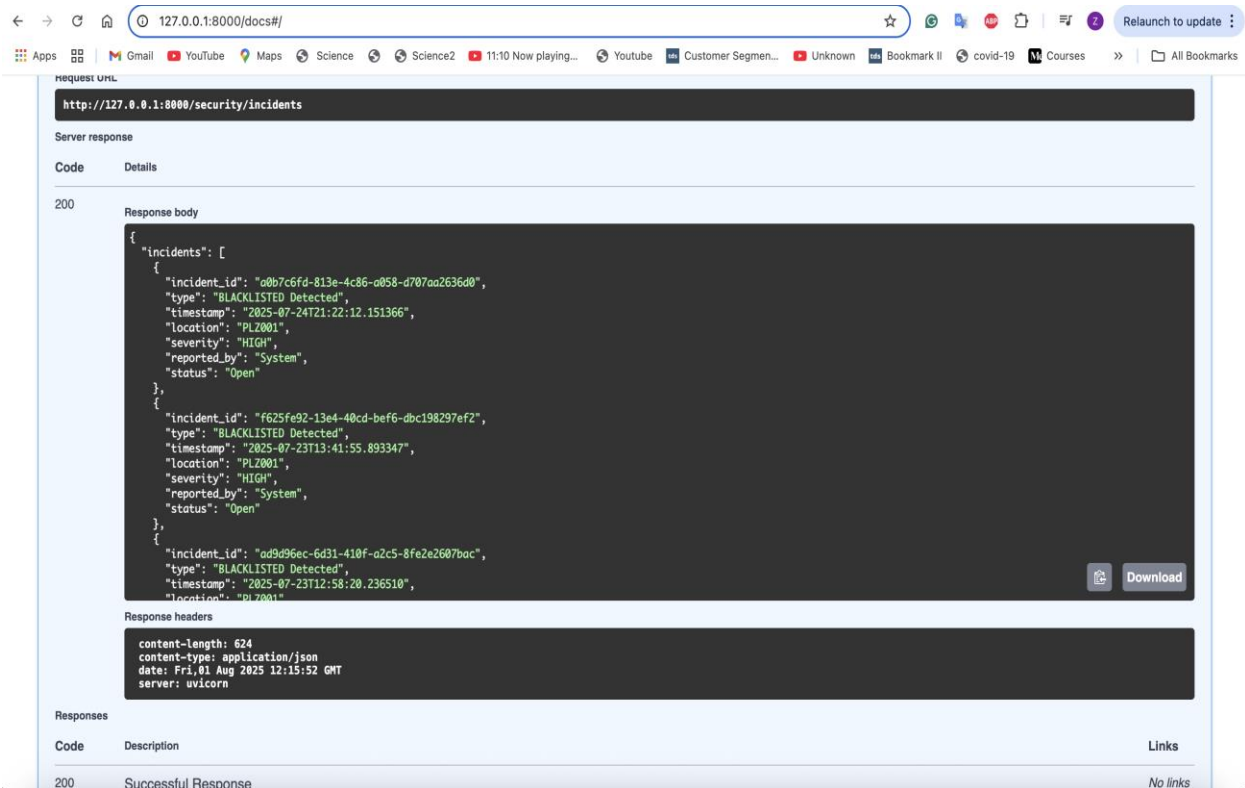 127.0.0.1:8000/docs#/
Relaunch to update
Apps Gmail YouTube Maps Science Science2 11:10 Now playing... Youtube Customer Segmen... Unknown Bookmark II covid-19 Courses » All Bookmarks
Request URL
http://127.0.0.1:8000/security/incidents
Server response
Code Details
200
Response body
{
"incidents": [
{
"incident_id": "a0b7c6fd-813e-4c86-a058-d707aa2636d0",
"type": "BLACKLISTED Detected",
"timestamp": "2025-07-24T21:22:12.151366",
"location": "PLZ001",
"severity": "HIGH",
"reported_by": "System",
"status": "Open"
},
{
"incident_id": "f625fe92-13e4-40cd-bef6-dbc198297ef2",
"type": "BLACKLISTED Detected",
"timestamp": "2025-07-23T13:41:55.893347",
"location": "PLZ001",
"severity": "HIGH",
"reported_by": "System",
"status": "Open"
},
{
"incident_id": "ad9d96ec-6d31-410f-a2c5-8fe2e2607bac",
"type": "BLACKLISTED Detected",
"timestamp": "2025-07-23T12:58:20.236510",
"location": "PLZ001"
Download
Response headers
content-length: 624
content-type: application/json
date: Fri,01 Aug 2025 12:15:52 GMT
server: uvicorn
Responses
Code Description Links
200 Successful Response No links